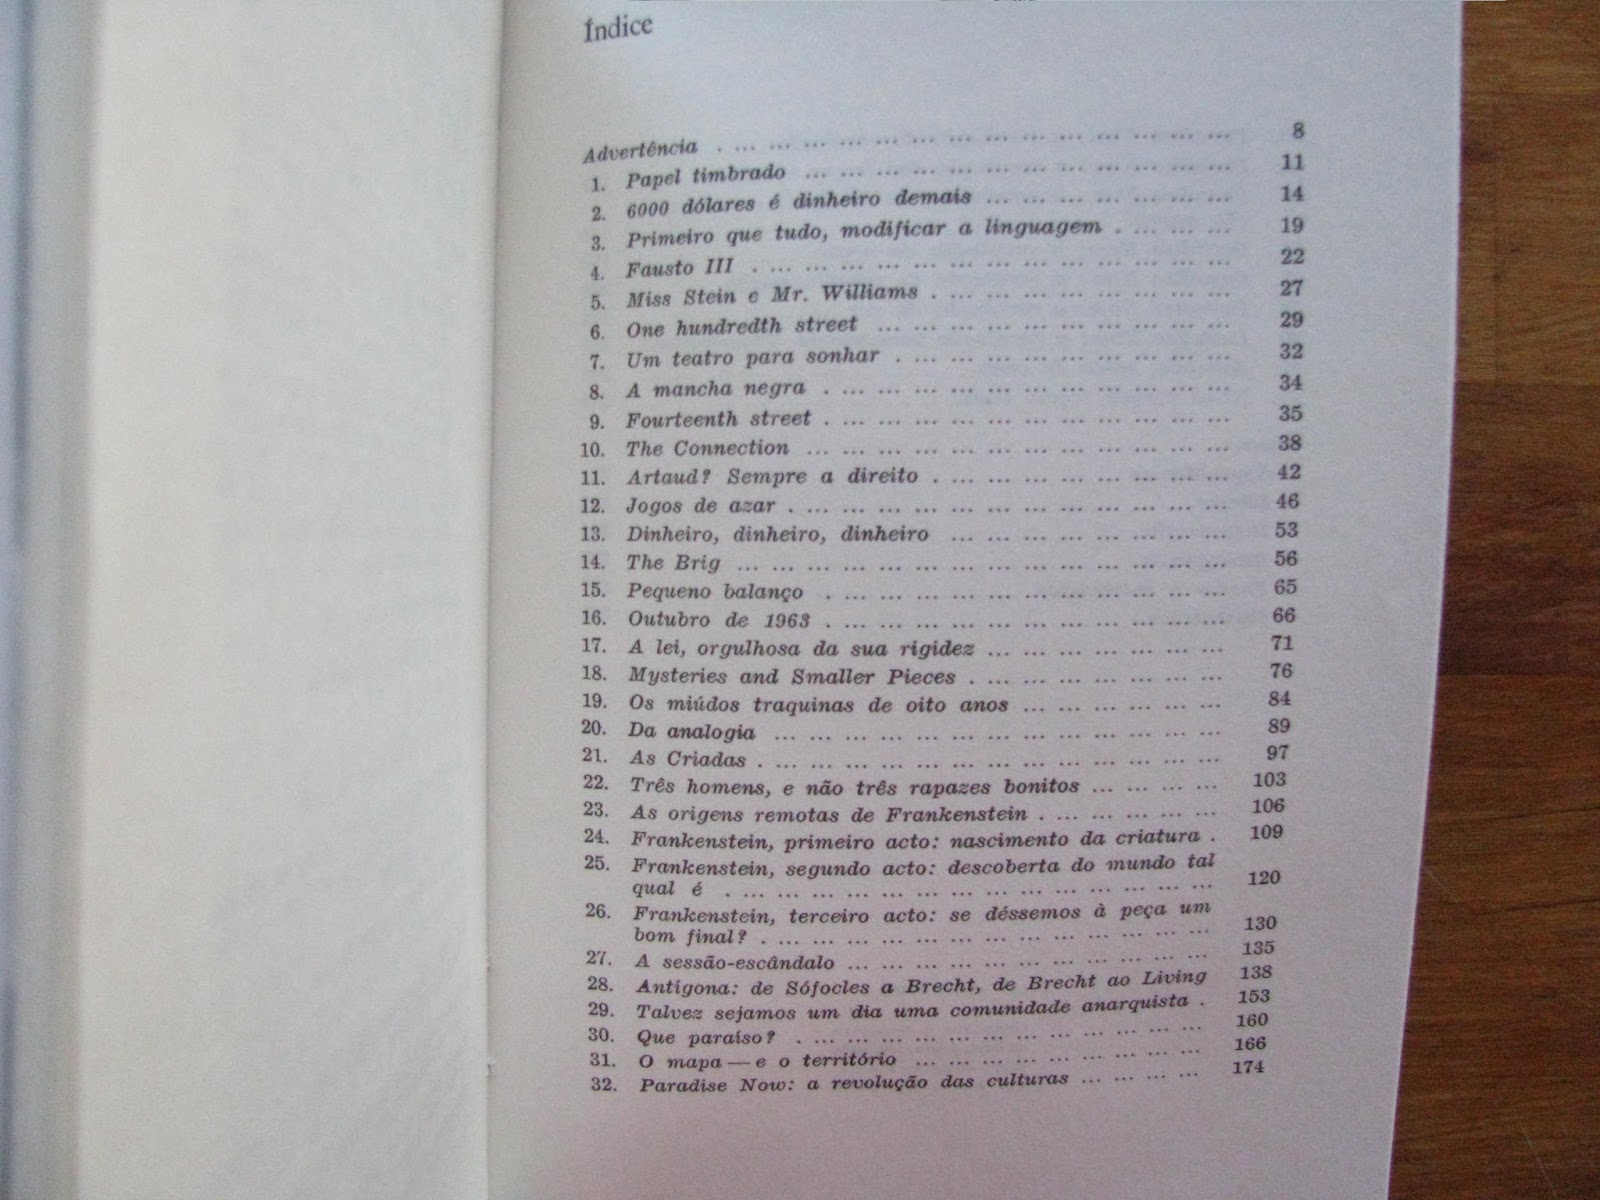 Índice
Advertência . ... ... ... ... ... ... ... ... ... ... ... ... ... ... 8
1. Papel timbrado ... ... ... ... ... ... ... ... ... ... ... ... 11
2. 6000 dólares é dinheiro demais ... ... ... ... ... ... ... 14
3. Primeiro que tudo, modificar a linguagem . ... ... ... 19
4. Fausto III . ... ... ... ... ... ... ... ... ... ... ... ... ... 22
5. Miss Stein e Mr. Williams . ... ... ... ... ... ... ... ... 27
6. One hundredth street ... ... ... ... ... ... ... ... ... ... 29
7. Um teatro para sonhar . ... ... ... ... ... ... ... ... ... 32
8. A mancha negra . ... ... ... ... ... ... ... ... ... ... ... 34
9. Fourteenth street . ... ... ... ... ... ... ... ... ... ... ... 35
10. The Connection ... ... ... ... ... ... ... ... ... ... ... ... 38
11. Artaud? Sempre a direito . ... ... ... ... ... ... ... ... 42
12. Jogos de azar . ... ... ... ... ... ... ... ... ... ... ... ... 46
13. Dinheiro, dinheiro, dinheiro ... ... ... ... ... ... ... ... 53
14. The Brig ... ... ... ... ... ... ... ... ... ... ... ... ... ... 56
15. Pequeno balanço . ... ... ... ... ... ... ... ... ... ... ... 65
16. Outubro de 1963 . ... ... ... ... ... ... ... ... ... ... ... 66
17. A lei, orgulhosa da sua rigidez ... ... ... ... ... ... ... 71
18. Mysteries and Smaller Pieces . ... ... ... ... ... ... ... 76
19. Os miúdos traquinas de oito anos ... ... ... ... ... ... 84
20. Da analogia ... ... ... ... ... ... ... ... ... ... ... ... ... 89
21. As Criadas . ... ... ... ... ... ... ... ... ... ... ... ... ... 97
22. Três homens, e não três rapazes bonitos ... ... ... ... 103
23. As origens remotas de Frankenstein . ... ... ... ... ... 106
24. Frankenstein, primeiro acto: nascimento da criatura . 109
25. Frankenstein, segundo acto: descoberta do mundo tal
qual é . ... ... ... ... ... ... ... ... ... ... ... ... ... ... 120
26. Frankenstein, terceiro acto: se déssemos à peça um
bom final? . ... ... ... ... ... ... ... ... ... ... ... ... ... 130
27. A sessão-escândalo ... ... ... ... ... ... ... ... ... ... ... 135
28. Antígona: de Sófocles a Brecht, de Brecht ao Living 138
29. Talvez sejamos um dia uma comunidade anarquista . 153
30. Que paraíso? . ... ... ... ... ... ... ... ... ... ... ... ... 160
31. O mapa — e o território ... ... ... ... ... ... ... ... ... 166
32. Paradise Now: a revolução das culturas ... ... ... ... 174